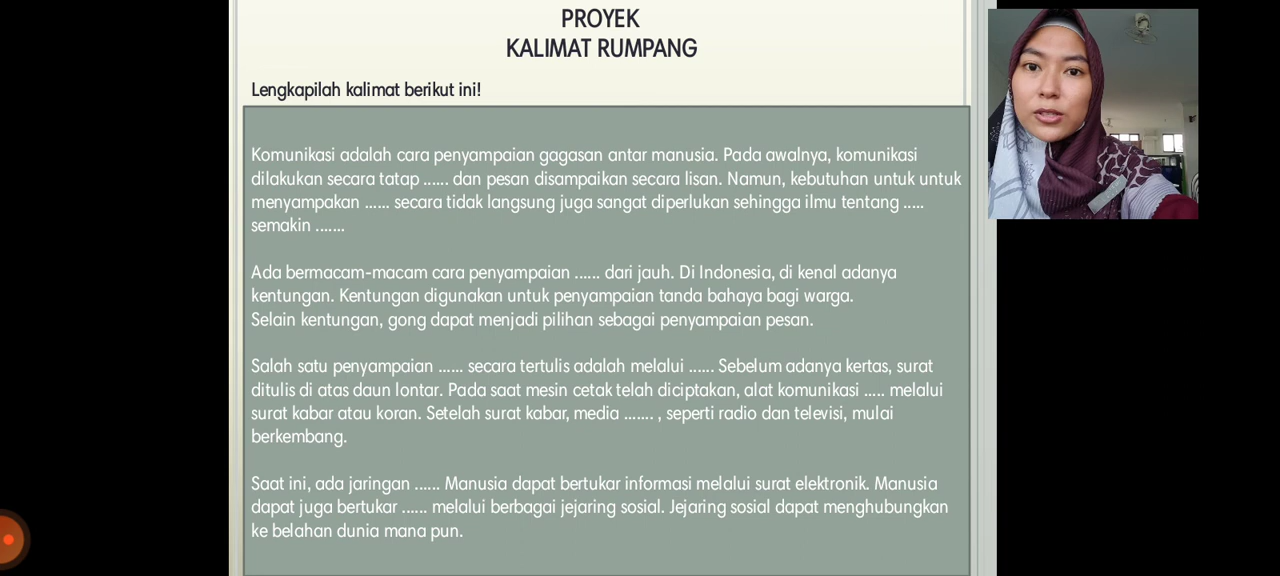 PROYEK
KALIMAT RUMPANG
Lengkapilah kalimat berikut ini!
Komunikasi adalah cara penyampaian gagasan antar manusia. Pada awalnya, komunikasi
dilakukan secara tatap ...... dan pesan disampaikan secara lisan. Namun, kebutuhan untuk untuk
menyampakan ...... secara tidak langsung juga sangat diperlukan sehingga ilmu tentang .....
semakin .......
Ada bermacam-macam cara penyampaian ...... dari jauh. Di Indonesia, di kenal adanya
kentungan. Kentungan digunakan untuk penyampaian tanda bahaya bagi warga.
Selain kentungan, gong dapat menjadi pilihan sebagai penyampaian pesan.
Salah satu penyampaian ...... secara tertulis adalah melalui ...... Sebelum adanya kertas, surat
ditulis di atas daun lontar. Pada saat mesin cetak telah diciptakan, alat komunikasi ..... melalui
surat kabar atau koran. Setelah surat kabar, media ....... , seperti radio dan televisi, mulai
berkembang.
Saat ini, ada jaringan ...... Manusia dapat bertukar informasi melalui surat elektronik. Manusia
dapat juga bertukar ...... melalui berbagai jejaring sosial. Jejaring sosial dapat menghubungkan
ke belahan dunia mana pun.